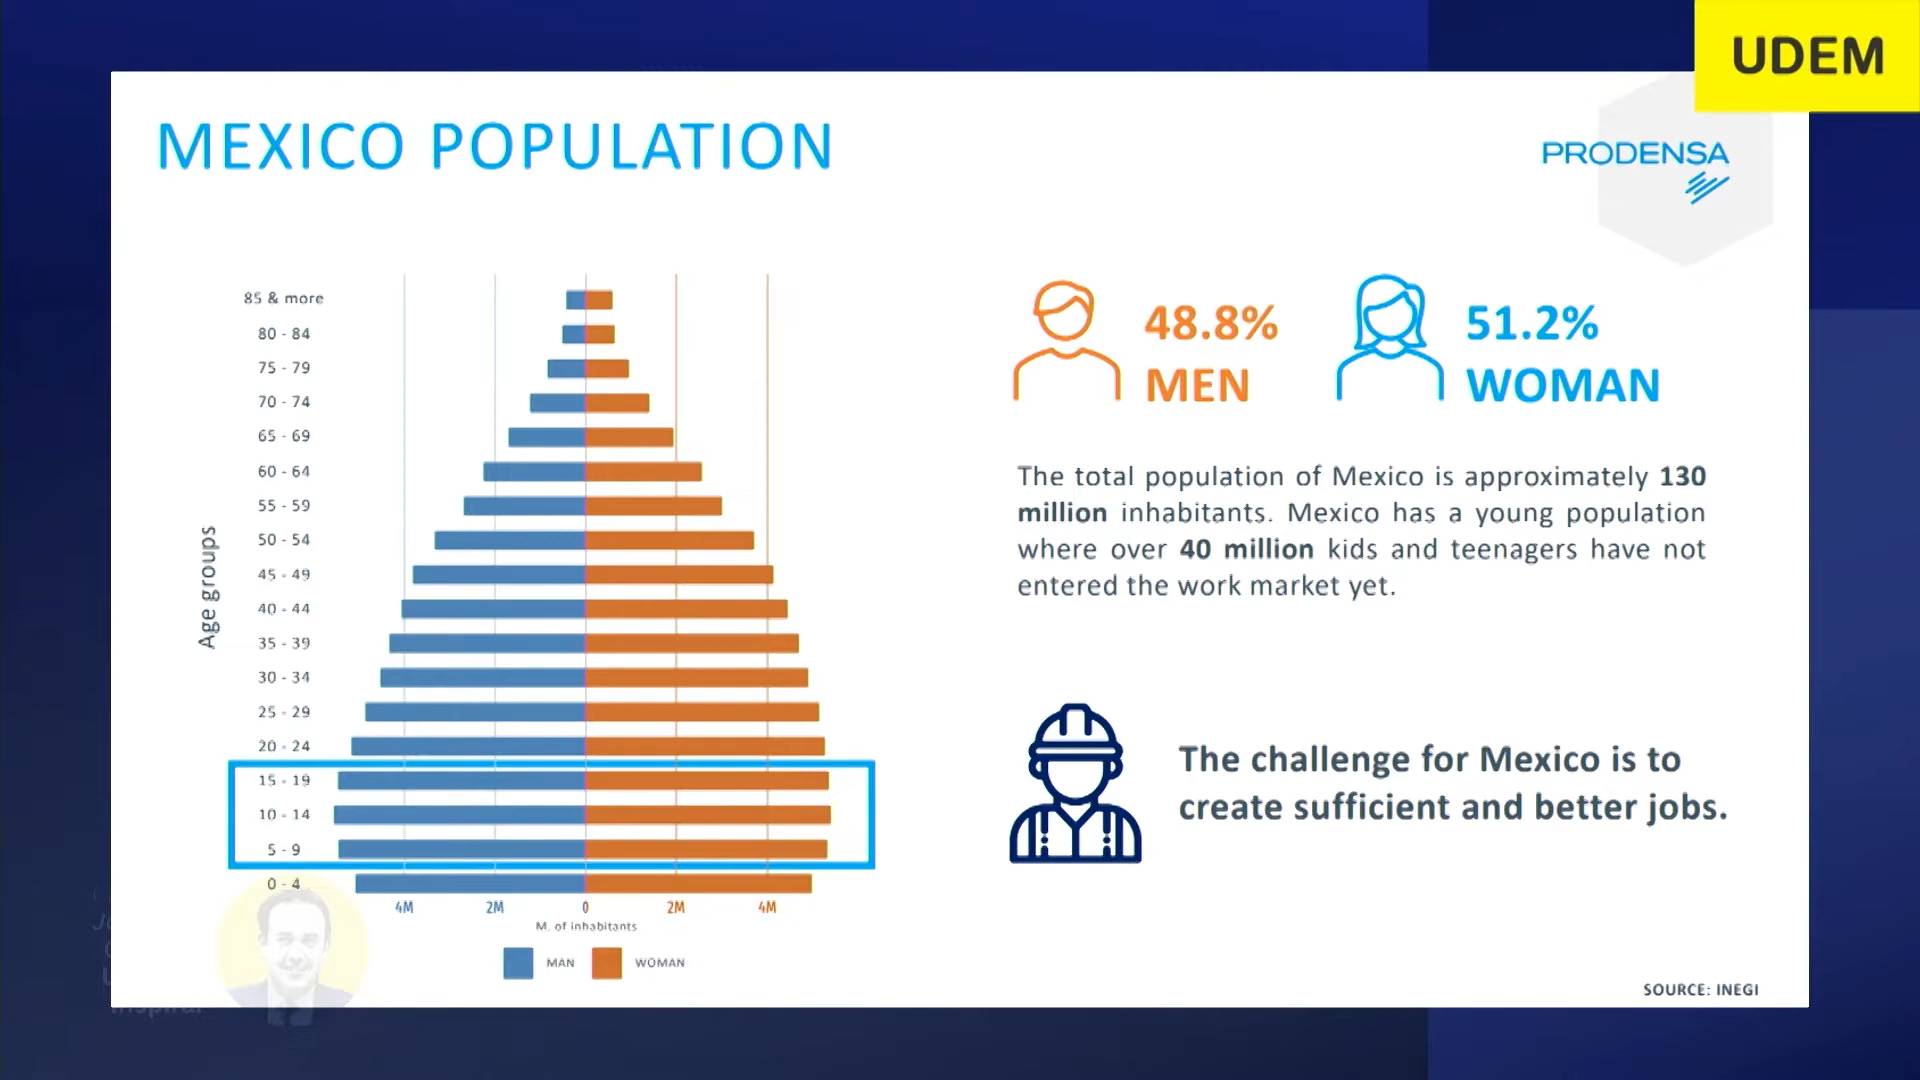 UDEM
MEXICO POPULATION
PRODENSA
Age groups
85 & more
80 - 84
75 - 79
70 - 74
65 - 69
60 - 64
55 - 59
50 - 54
45 - 49
40 - 44
35 - 39
30 - 34
25 - 29
20 - 24
15 - 19
10 - 14
5 - 9
0 - 4
4M 2M 0 2M 4M
M. of inhabitants
MAN WOMAN
48.8%
MEN
51.2%
WOMAN
The total population of Mexico is approximately 130
million inhabitants. Mexico has a young population
where over 40 million kids and teenagers have not
entered the work market yet.
The challenge for Mexico is to
create sufficient and better jobs.
SOURCE: INEGI